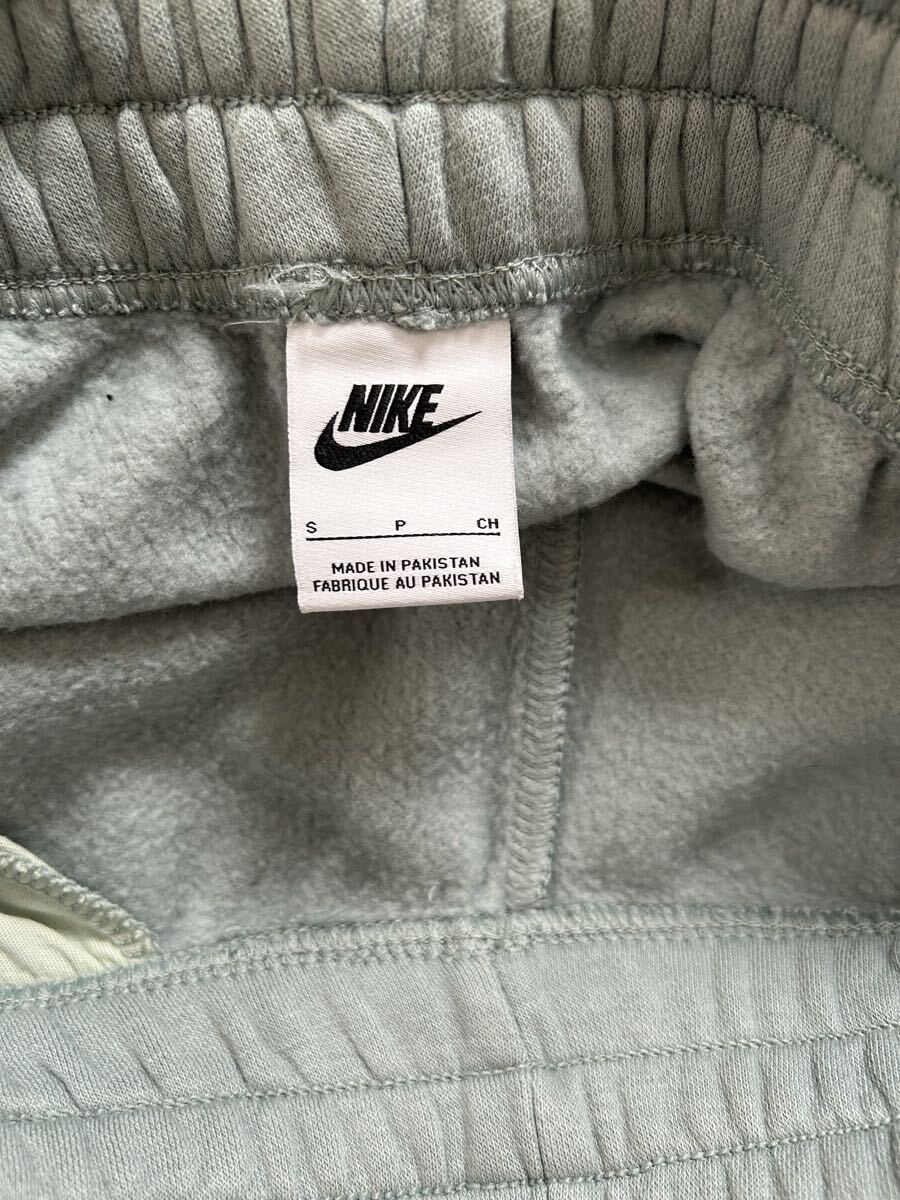 NIKE
S P CH
MADE IN PAKISTAN
FABRIQUE AU PAKISTAN